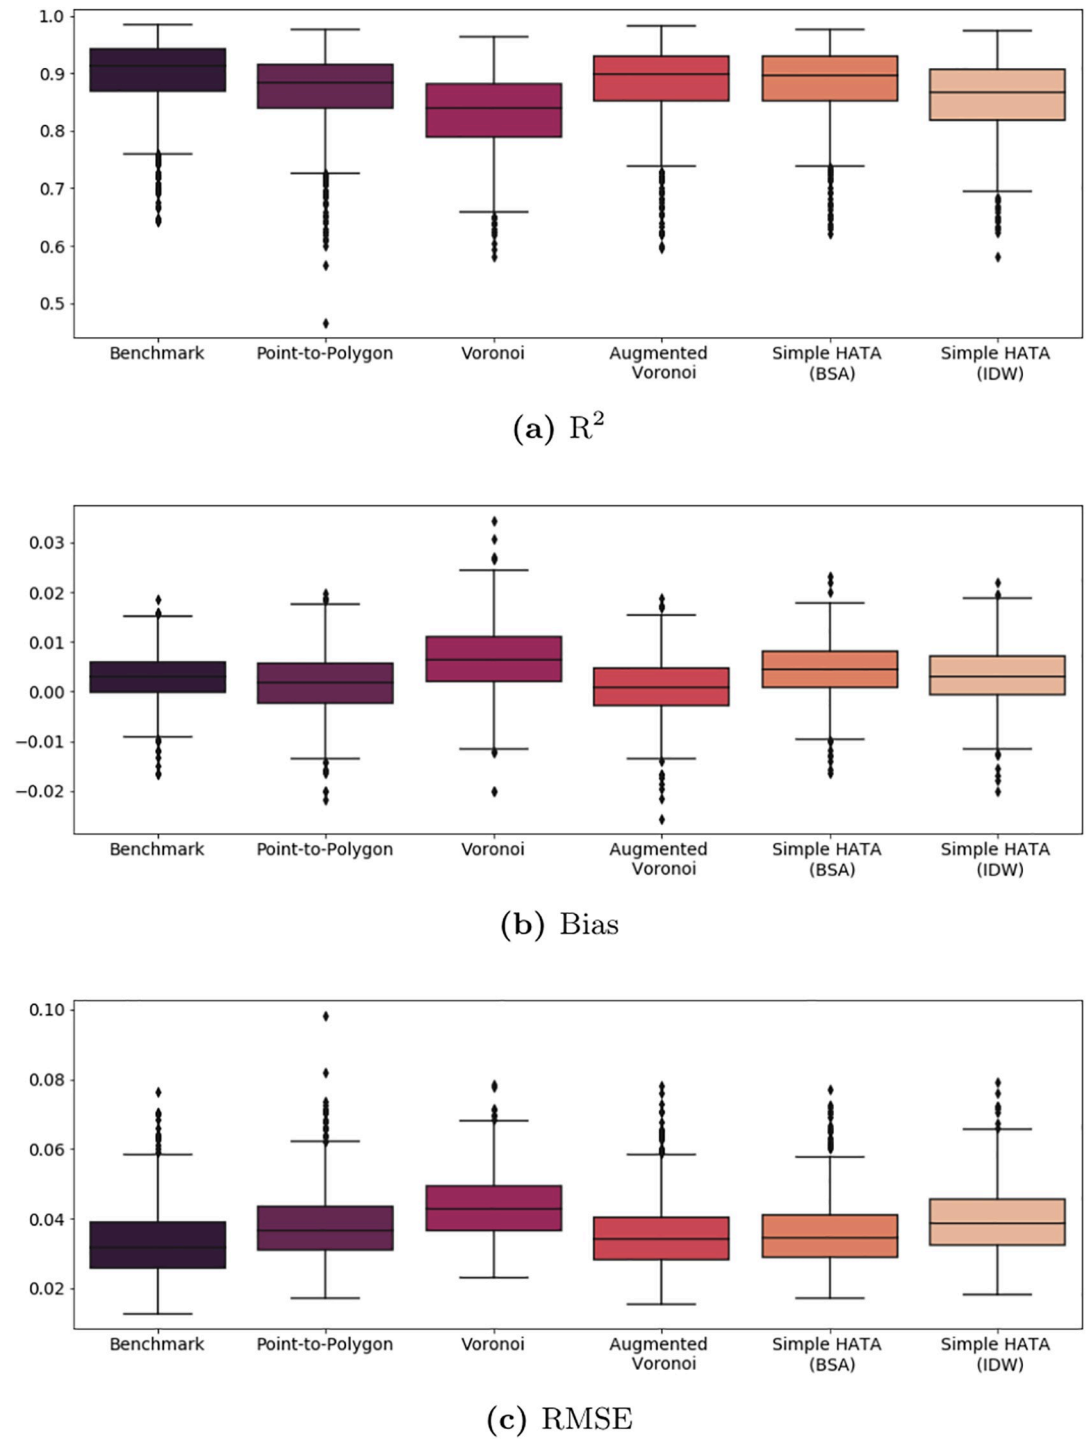 1.0
0.9
0.8
0.7
0.6
0.5
Benchmark Point-to-Polygon Voronoi Augmented Voronoi Simple HATA (BSA) Simple HATA (IDW)
(a) R²
0.03
0.02
0.01
0.00
−0.01
−0.02
Benchmark Point-to-Polygon Voronoi Augmented Voronoi Simple HATA (BSA) Simple HATA (IDW)
(b) Bias
0.10
0.08
0.06
0.04
0.02
Benchmark Point-to-Polygon Voronoi Augmented Voronoi Simple HATA (BSA) Simple HATA (IDW)
(c) RMSE